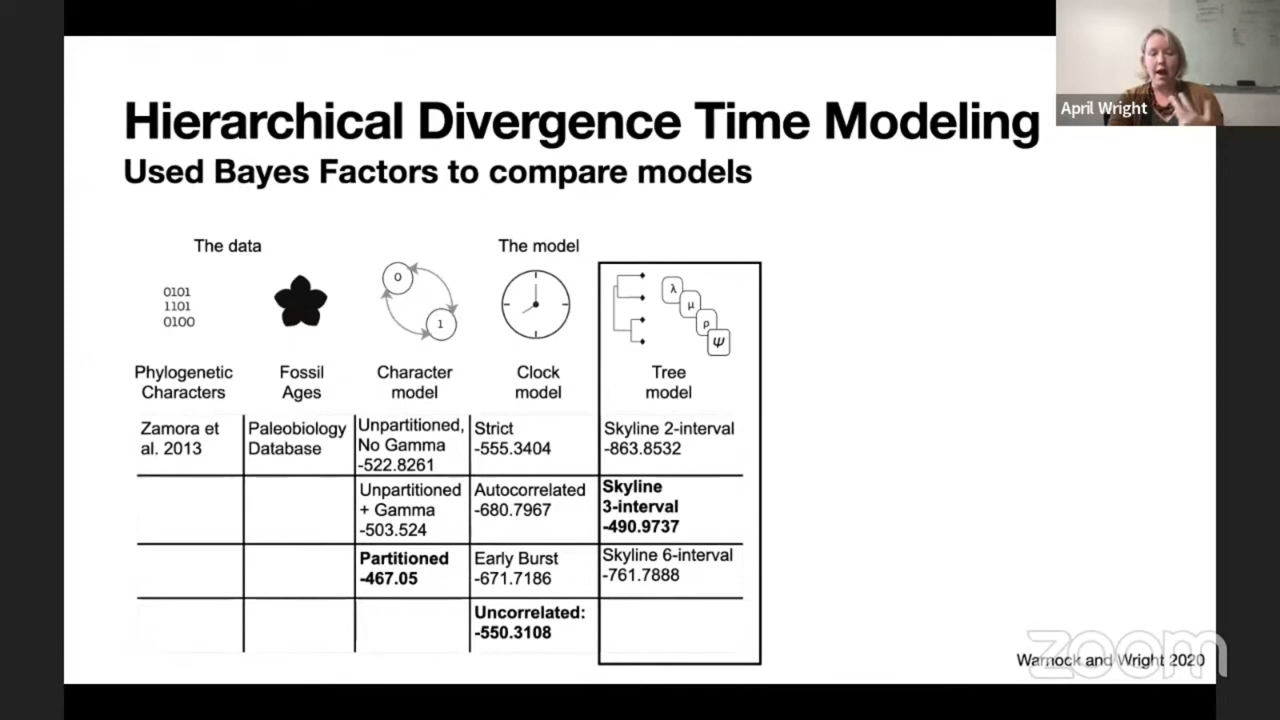 Hierarchical Divergence Time Modeling
Used Bayes Factors to compare models
April Wright
The data
The model
0101
1101
0100
0
1
λ
μ
ρ
Ψ
Phylogenetic
Characters
Fossil
Ages
Character
model
Clock
model
Tree
model
Zamora et
al. 2013
Paleobiology
Database
Unpartitioned,
No Gamma
-522.8261
Strict
-555.3404
Skyline 2-interval
-863.8532
Unpartitioned
+ Gamma
-503.524
Autocorrelated
-680.7967
Skyline
3-interval
-490.9737
Partitioned
-467.05
Early Burst
-671.7186
Skyline 6-interval
-761.7888
Uncorrelated:
-550.3108
zoom
Warnock and Wright 2020